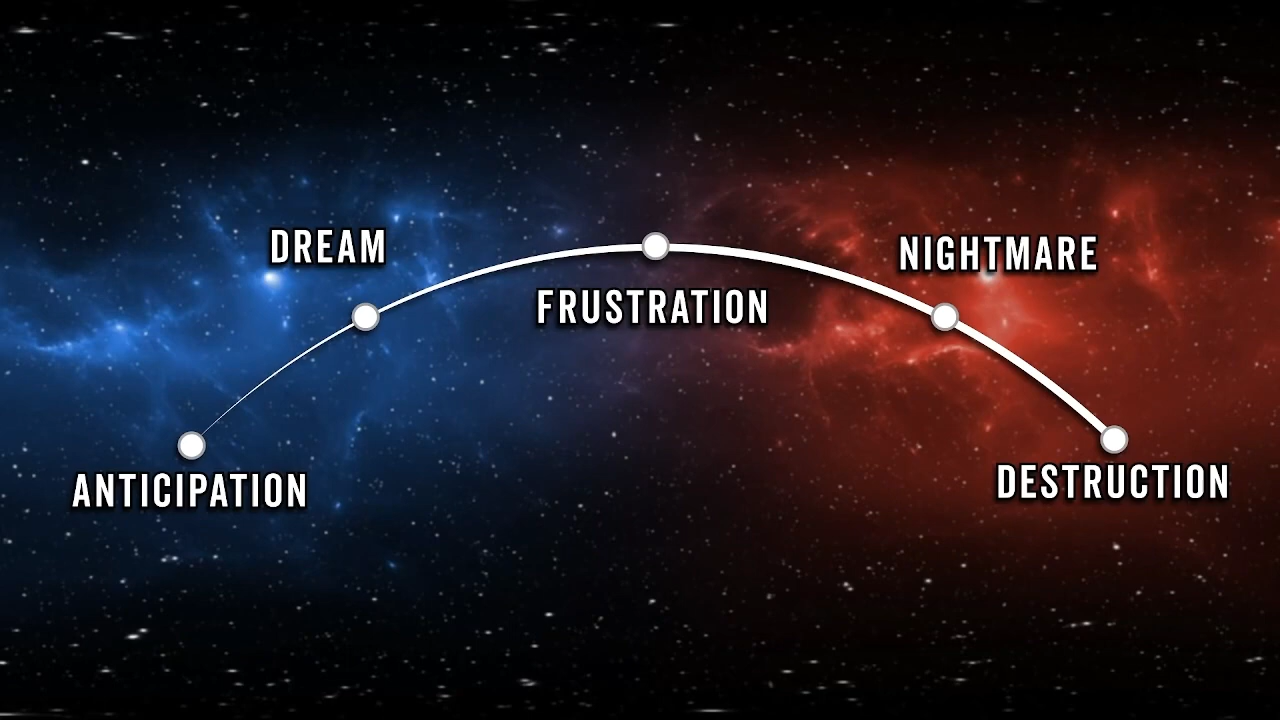 DREAM
NIGHTMARE
FRUSTRATION
ANTICIPATION
DESTRUCTION